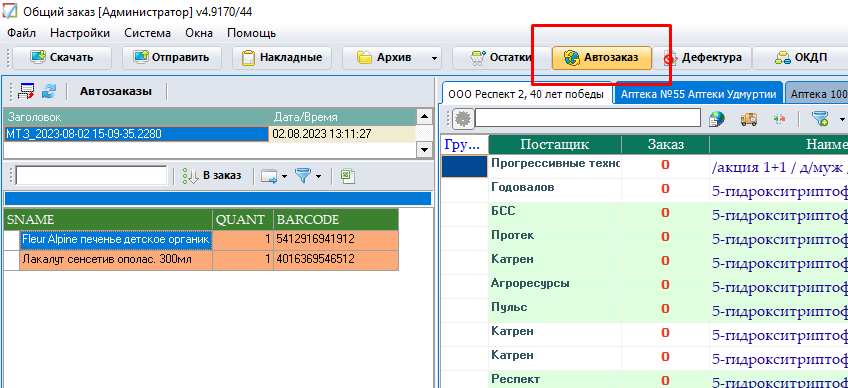 Общий заказ [Администратор] v4.9170/44
Файл Настройки Система Окна Помощь
Скачать Отправить Накладные Архив Остатки Автозаказ Дефектура ОКДП
Автозаказы
ООО Респект 2, 40 лет победы Аптека №55 Аптеки Удмуртии Аптека 100
Заголовок Дата/Время
МТЗ_2023-08-02 15-09-35.2280 02.08.2023 13:11:27
В заказ
SNAME QUANT BARCODE
Fleur Alpine печенье детское органик 1 5412916941912
Лакалут сенсетив ополас. 300мл 1 4016369546512
Гру... Постащик Заказ Наиме
Прогрессивные техно 0 /акция 1+1 / д/муж
Годовалов 0 5-гидрокситриптоф
БСС 0 5-гидрокситриптоф
Протек 0 5-гидрокситриптоф
Катрен 0 5-гидрокситриптоф
Агроресурсы 0 5-гидрокситриптоф
Пульс 0 5-гидрокситриптоф
Катрен 0 5-гидрокситриптоф
Катрен 0 5-гидрокситриптоф
Респект 0 5-гидрокситриптоф